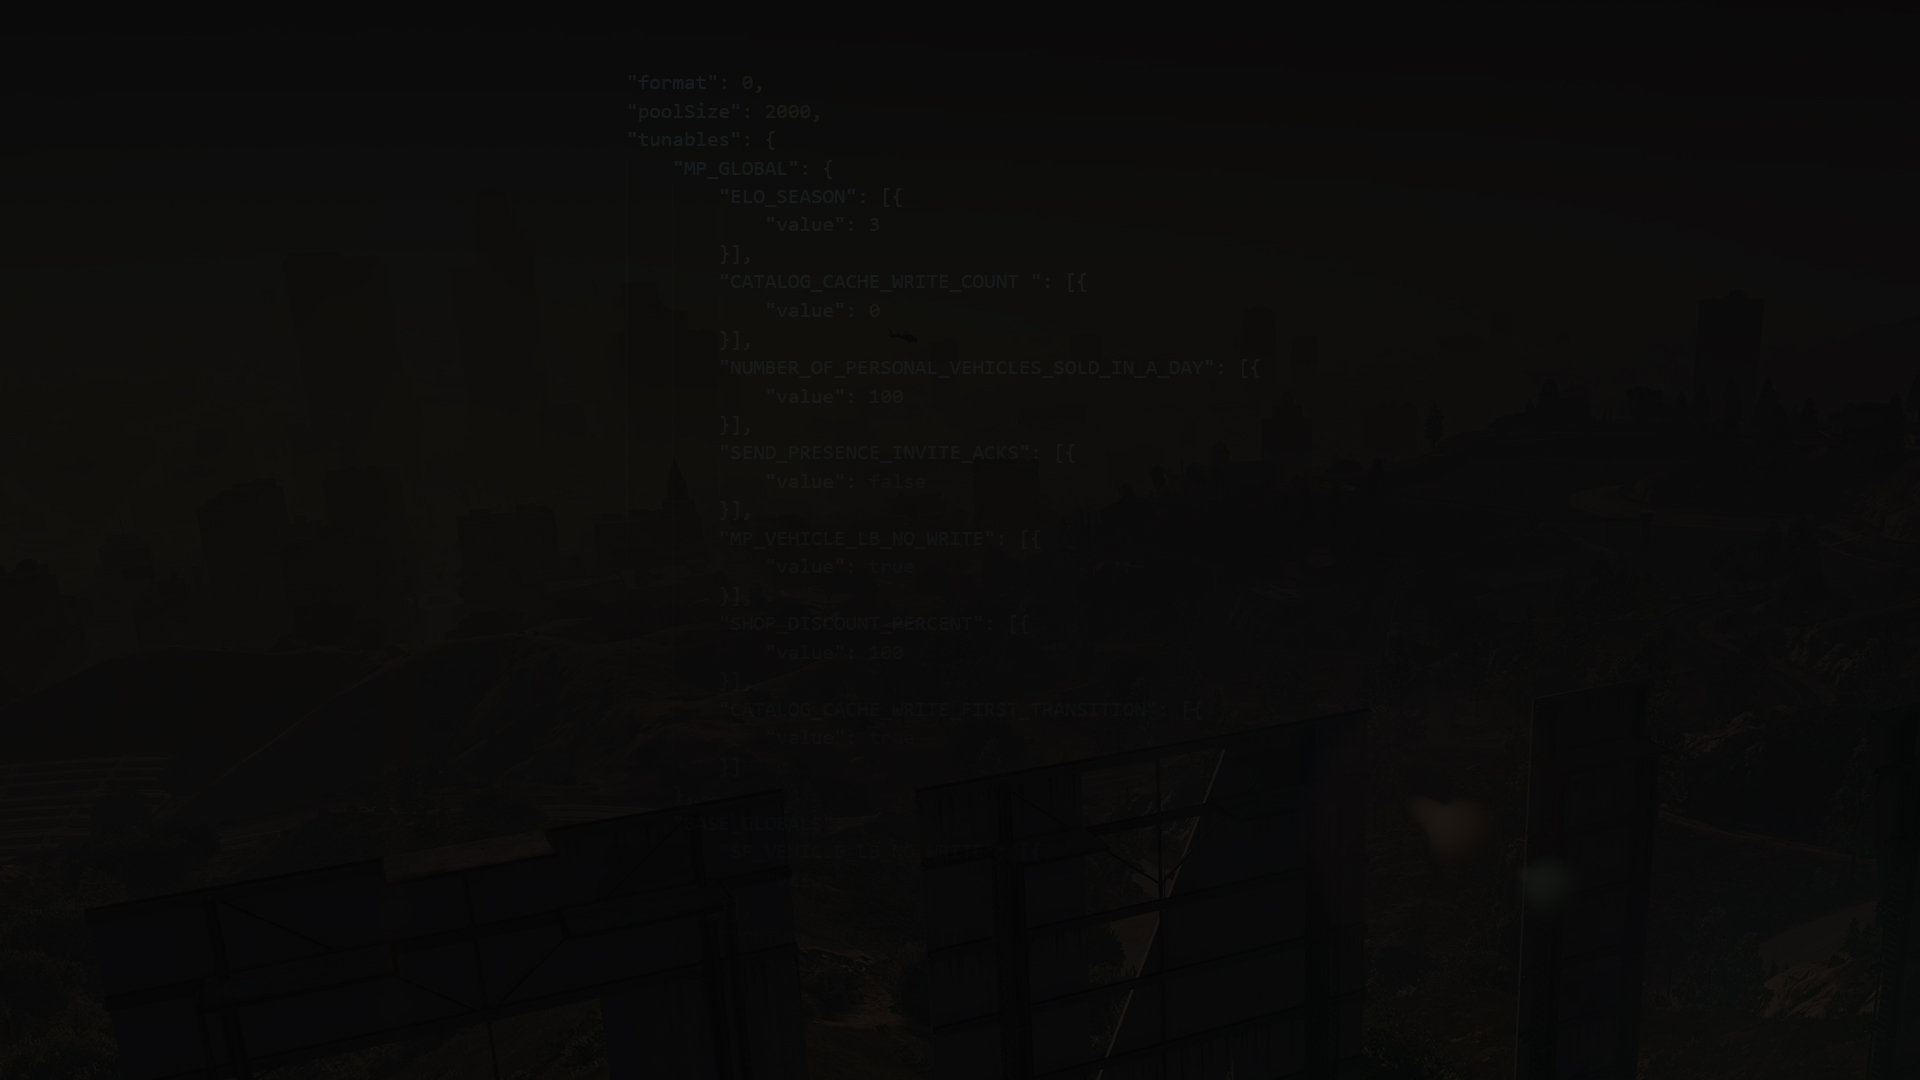 "format": 0,
"poolSize": 2000,
"tunables": {
"MP_GLOBAL": {
"ELO_SEASON": [{
"value": 3
}],
"CATALOG_CACHE_WRITE_COUNT ": [{
"value": 0
}],
"NUMBER_OF_PERSONAL_VEHICLES_SOLD_IN_A_DAY": [{
"value": 100
}],
"SEND_PRESENCE_INVITE_ACKS": [{
"value": false
}],
"MP_VEHICLE_LB_NO_WRITE": [{
"value": true
}],
"SHOP_DISCOUNT_PERCENT": [{
"value": 100
}],
"CATALOG_CACHE_WRITE_FIRST_TRANSITION": [{
"value": true
}]